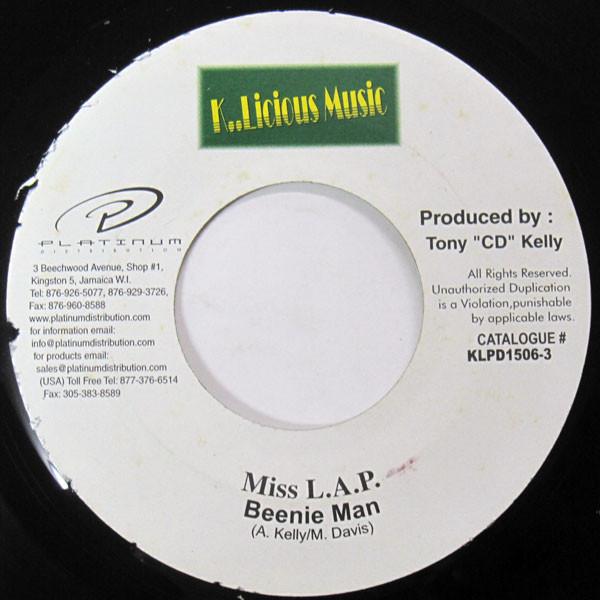 K..Licious Music
PLATINUM
DISTRIBUTION
3 Beechwood Avenue, Shop #1,
Kingston 5, Jamaica W.I.
Tel: 876-926-5077, 876-929-3726,
Fax: 876-960-8588
www.platinumdistribution.com
for information email:
info@platinumdistribution.com
for products email:
sales@platinumdistribution.com
(USA) Toll Free Tel: 877-376-6514
Fax: 305-383-8589
Produced by :
Tony "CD" Kelly
All Rights Reserved.
Unauthorized Duplication
is a Violation,punishable
by applicable laws.
CATALOGUE #
KLPD1506-3
Miss L.A.P.
Beenie Man
(A. Kelly/M. Davis)